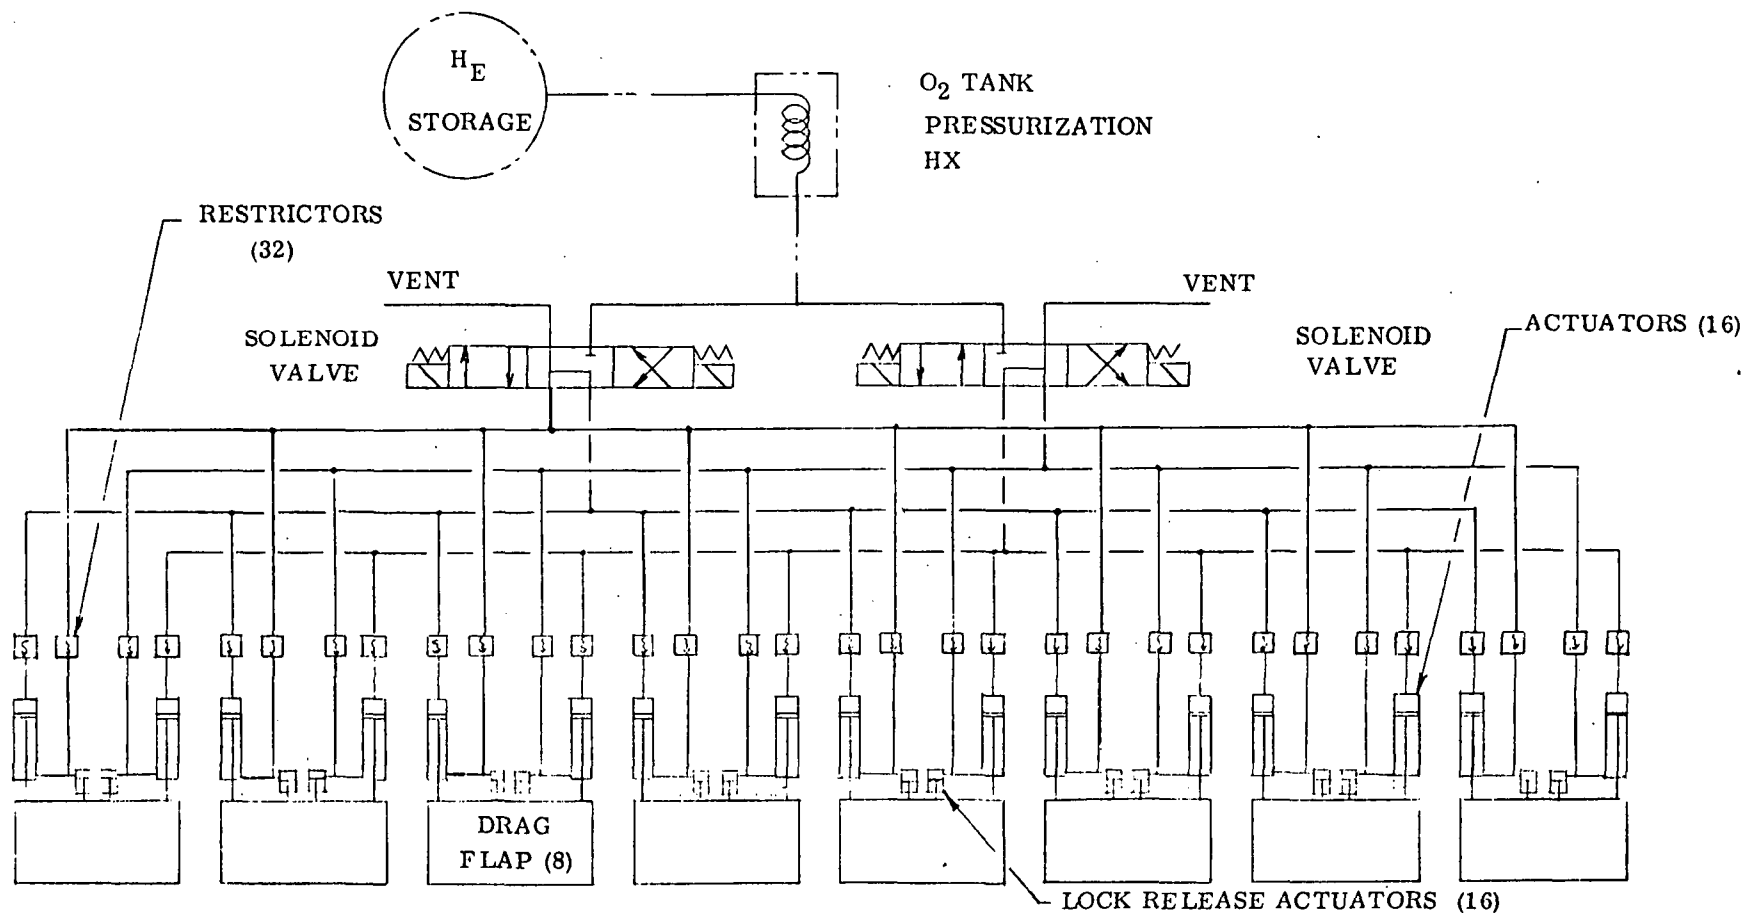 H_E
STORAGE
O₂ TANK
PRESSURIZATION
HX
RESTRICTORS
(32)
VENT
VENT
SOLENOID
VALVE
SOLENOID
VALVE
ACTUATORS (16)
DRAG
FLAP (8)
LOCK RELEASE ACTUATORS (16)